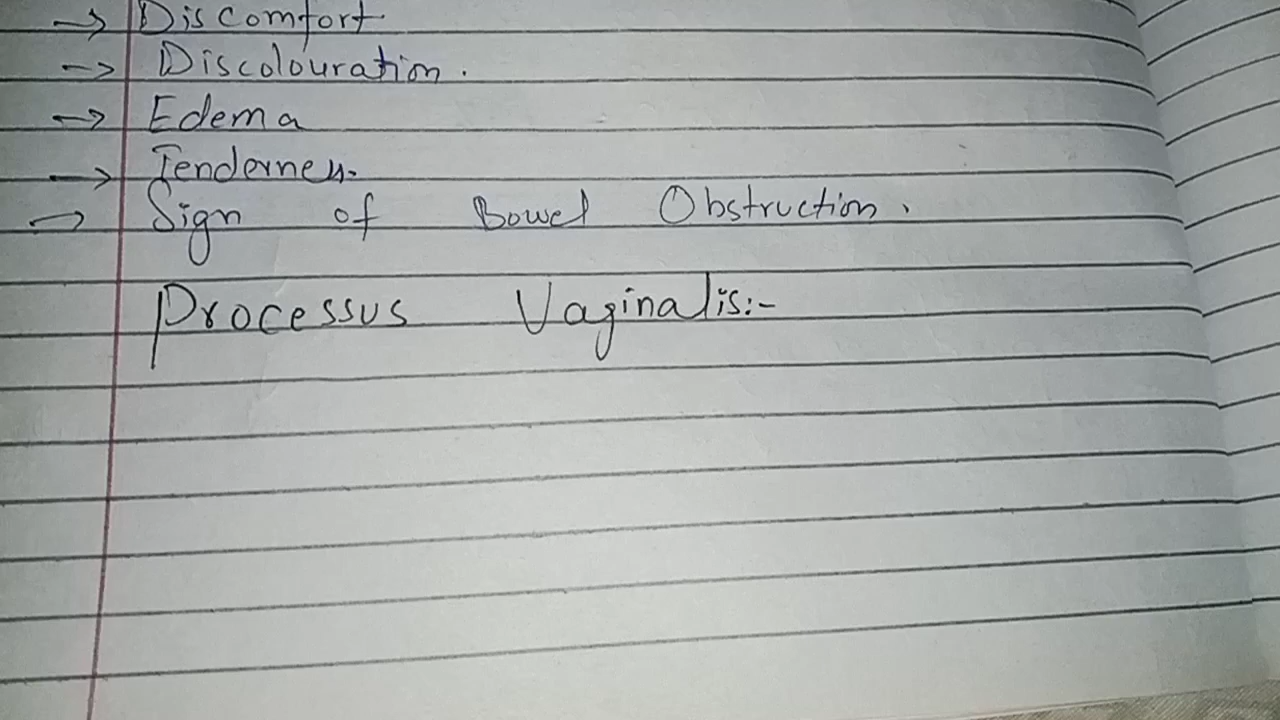 → Discomfort
→ Discolouration.
→ Edema
→ Tenderness.
→ Sign of Bowel Obstruction.
Processus Vaginalis:-